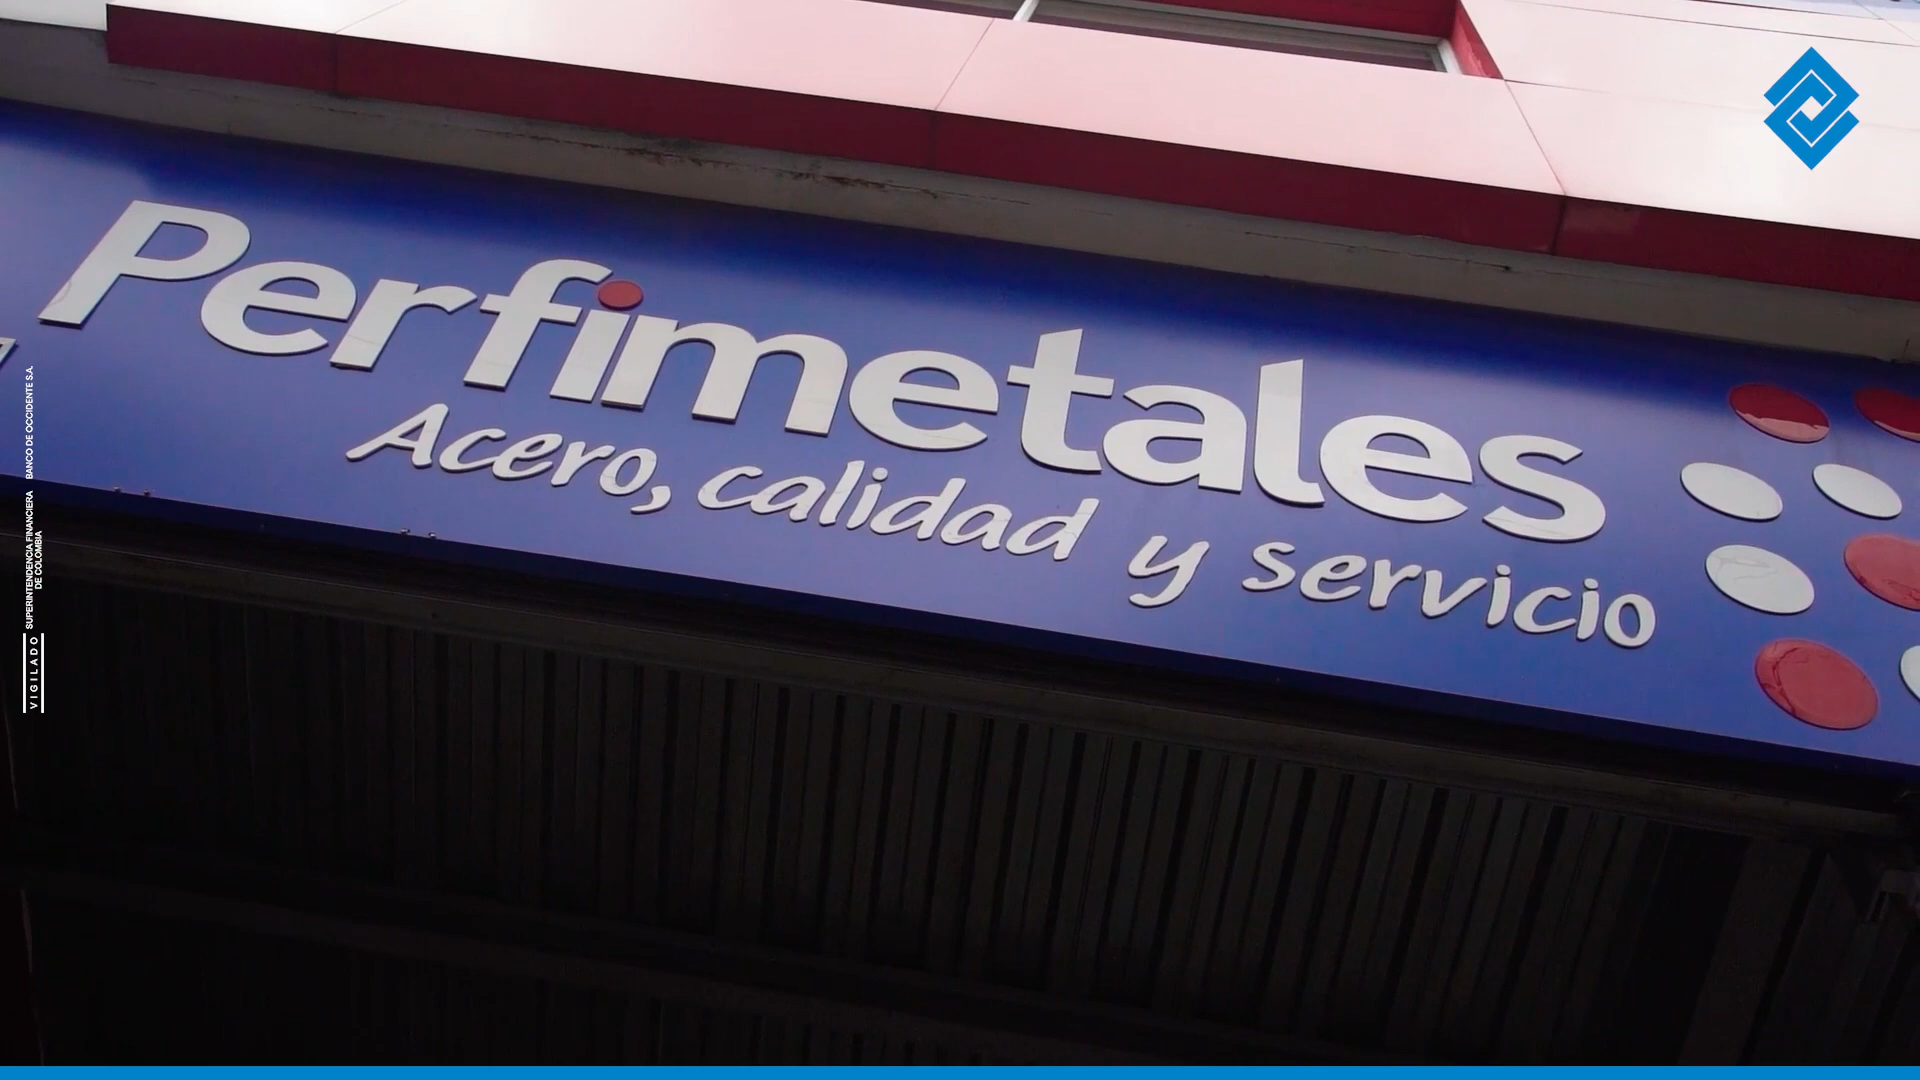 Perfimetales
Acero, calidad y servicio
VIGILADO SUPERINTENDENCIA FINANCIERA DE COLOMBIA BANCO DE OCCIDENTE S.A.